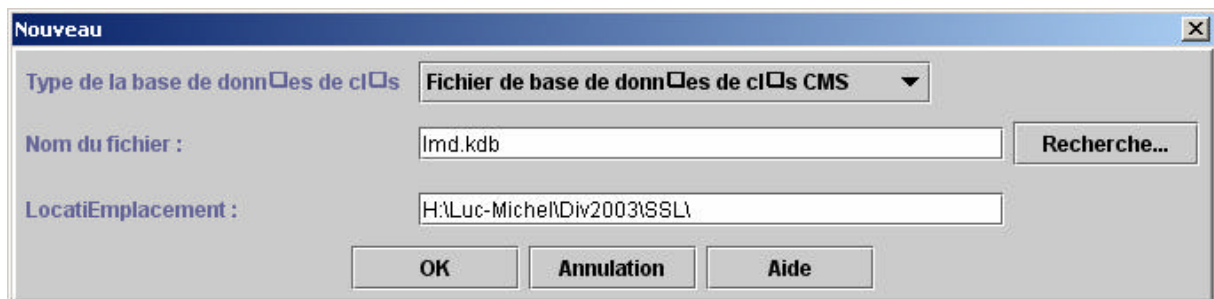 Nouveau
Type de la base de donn□es de cl□s Fichier de base de donn□es de cl□s CMS
Nom du fichier : lmd.kdb Recherche...
LocatiEmplacement : H:\Luc-Michel\Div2003\SSL\
OK Annulation Aide